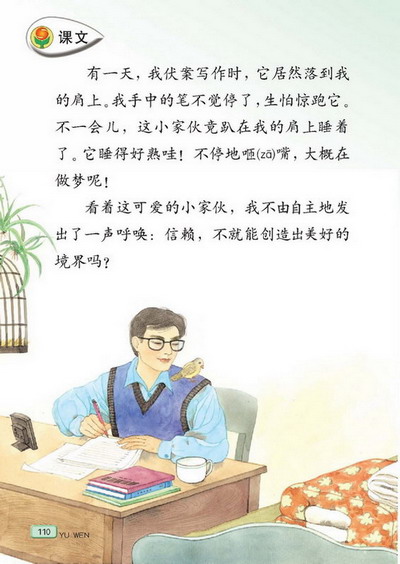 课文
有一天，我伏案写作时，它居然落到我
的肩上。我手中的笔不觉停了，生怕惊跑它。
不一会儿，这小家伙竟趴在我的肩上睡着
了。它睡得好熟哇！不停地咂(zā)嘴，大概在
做梦呢！
看着这可爱的小家伙，我不由自主地发
出了一声呼唤：信赖，不就能创造出美好的
境界吗？
110
YU WEN